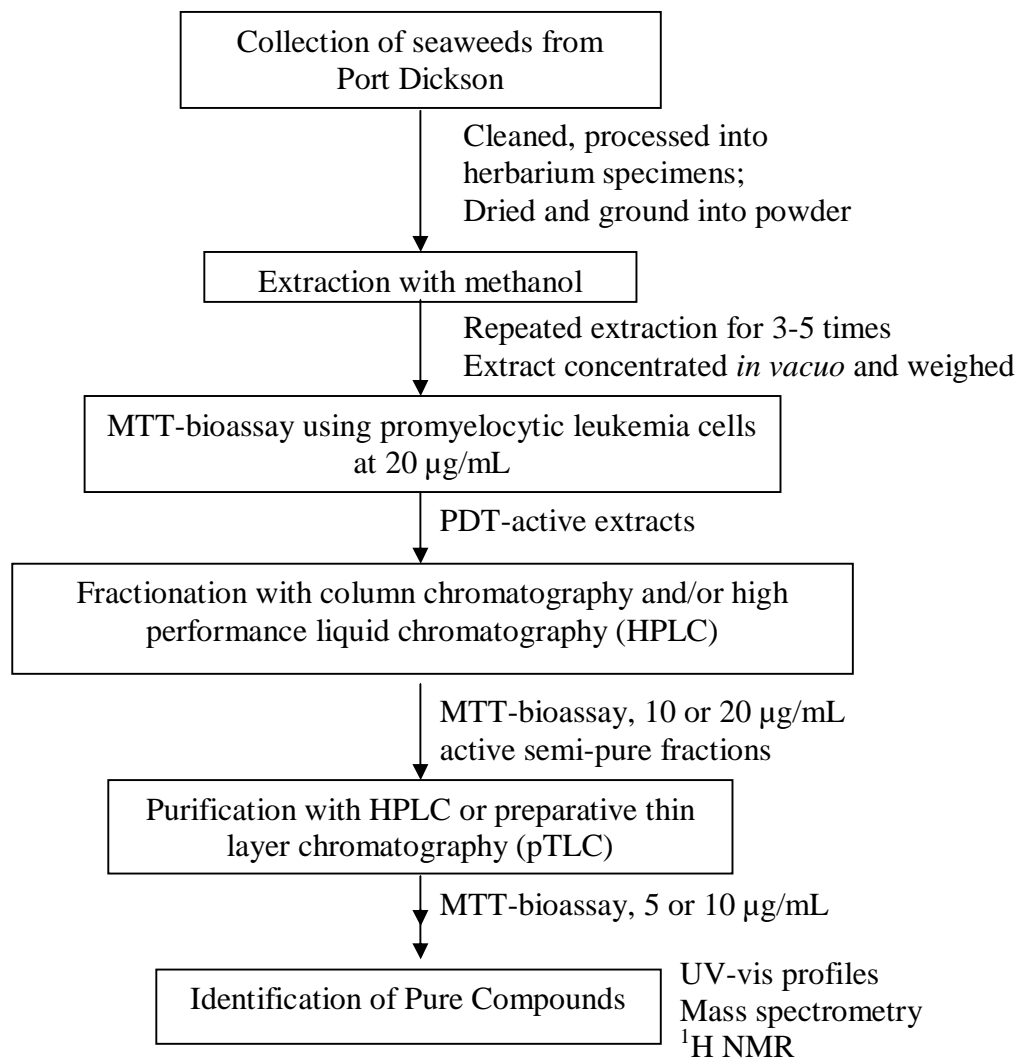 Collection of seaweeds from
Port Dickson
Cleaned, processed into
herbarium specimens;
Dried and ground into powder
Extraction with methanol
Repeated extraction for 3-5 times
Extract concentrated in vacuo and weighed
MTT-bioassay using promyelocytic leukemia cells
at 20 µg/mL
PDT-active extracts
Fractionation with column chromatography and/or high
performance liquid chromatography (HPLC)
MTT-bioassay, 10 or 20 µg/mL
active semi-pure fractions
Purification with HPLC or preparative thin
layer chromatography (pTLC)
MTT-bioassay, 5 or 10 µg/mL
Identification of Pure Compounds
UV-vis profiles
Mass spectrometry
¹H NMR